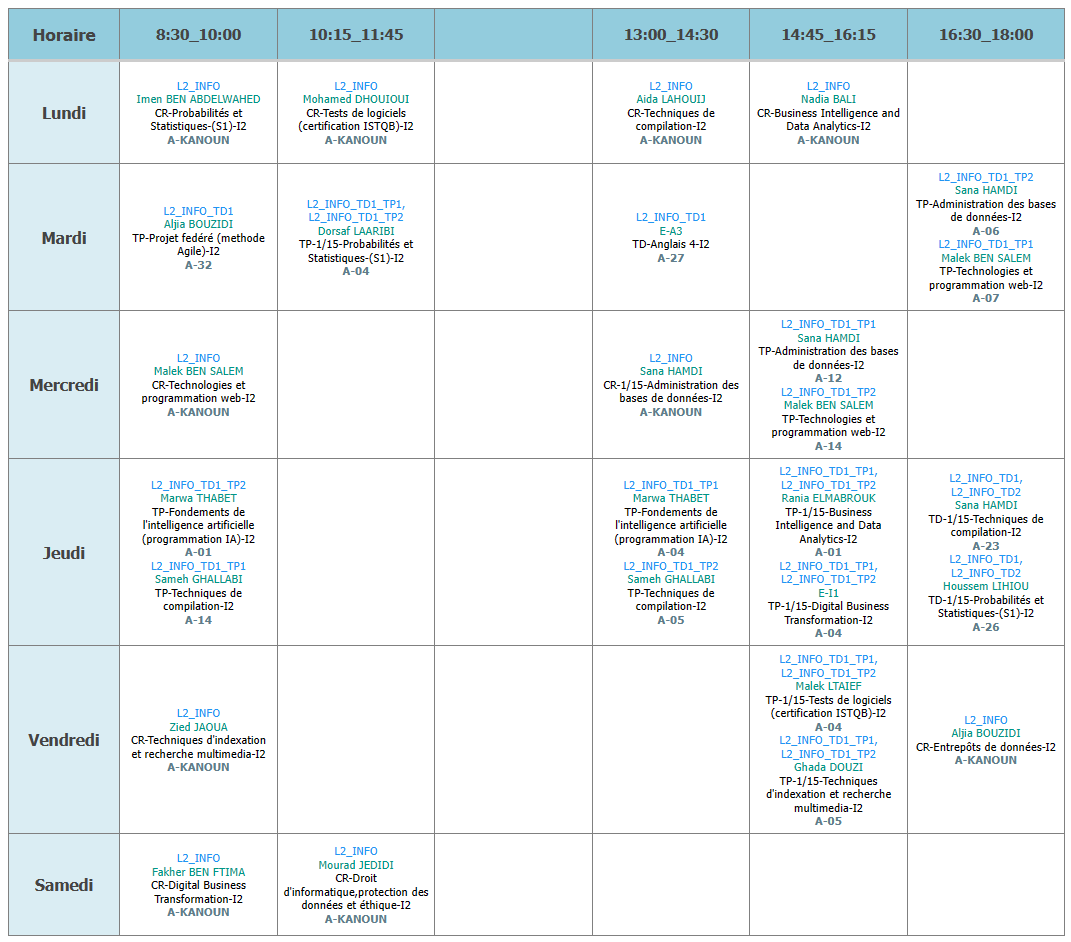 Horaire
8:30_10:00
10:15_11:45
13:00_14:30
14:45_16:15
16:30_18:00
Lundi
L2_INFO
Imen BEN ABDELWAHED
CR-Probabilités et
Statistiques-(S1)-I2
A-KANOUN
L2_INFO
Mohamed DHOUIOUI
CR-Tests de logiciels
(certification ISTQB)-I2
A-KANOUN
L2_INFO
Aida LAHOUIJ
CR-Techniques de
compilation-I2
A-KANOUN
L2_INFO
Nadia BALI
CR-Business Intelligence and
Data Analytics-I2
A-KANOUN
Mardi
L2_INFO_TD1
Aljia BOUZIDI
TP-Projet fedéré (methode
Agile)-I2
A-32
L2_INFO_TD1_TP1,
L2_INFO_TD1_TP2
Dorsaf LAARIBI
TP-1/15-Probabilités et
Statistiques-(S1)-I2
A-04
L2_INFO_TD1
E-A3
TD-Anglais 4-I2
A-27
L2_INFO_TD1_TP2
Sana HAMDI
TP-Administration des bases
de données-I2
A-06
L2_INFO_TD1_TP1
Malek BEN SALEM
TP-Technologies et
programmation web-I2
A-07
Mercredi
L2_INFO
Malek BEN SALEM
CR-Technologies et
programmation web-I2
A-KANOUN
L2_INFO
Sana HAMDI
CR-1/15-Administration des
bases de données-I2
A-KANOUN
L2_INFO_TD1_TP1
Sana HAMDI
TP-Administration des bases
de données-I2
A-12
L2_INFO_TD1_TP2
Malek BEN SALEM
TP-Technologies et
programmation web-I2
A-14
Jeudi
L2_INFO_TD1_TP2
Marwa THABET
TP-Fondements de
l'intelligence artificielle
(programmation IA)-I2
A-01
L2_INFO_TD1_TP1
Sameh GHALLABI
TP-Techniques de
compilation-I2
A-14
L2_INFO_TD1_TP1
Marwa THABET
TP-Fondements de
l'intelligence artificielle
(programmation IA)-I2
A-04
L2_INFO_TD1_TP2
Sameh GHALLABI
TP-Techniques de
compilation-I2
A-05
L2_INFO_TD1_TP1,
L2_INFO_TD1_TP2
Rania ELMABROUK
TP-1/15-Business
Intelligence and Data
Analytics-I2
A-01
L2_INFO_TD1_TP1,
L2_INFO_TD1_TP2
E-I1
TP-1/15-Digital Business
Transformation-I2
A-04
L2_INFO_TD1,
L2_INFO_TD2
Sana HAMDI
TD-1/15-Techniques de
compilation-I2
A-23
L2_INFO_TD1,
L2_INFO_TD2
Houssem LIHIOU
TD-1/15-Probabilités et
Statistiques-(S1)-I2
A-26
Vendredi
L2_INFO
Zied JAOUA
CR-Techniques d'indexation
et recherche multimedia-I2
A-KANOUN
L2_INFO_TD1_TP1,
L2_INFO_TD1_TP2
Malek LTAIEF
TP-1/15-Tests de logiciels
(certification ISTQB)-I2
A-04
L2_INFO_TD1_TP1,
L2_INFO_TD1_TP2
Ghada DOUZI
TP-1/15-Techniques
d'indexation et recherche
multimedia-I2
A-05
L2_INFO
Aljia BOUZIDI
CR-Entrepôts de données-I2
A-KANOUN
Samedi
L2_INFO
Fakher BEN FTIMA
CR-Digital Business
Transformation-I2
A-KANOUN
L2_INFO
Mourad JEDIDI
CR-Droit
d'informatique,protection des
données et éthique-I2
A-KANOUN